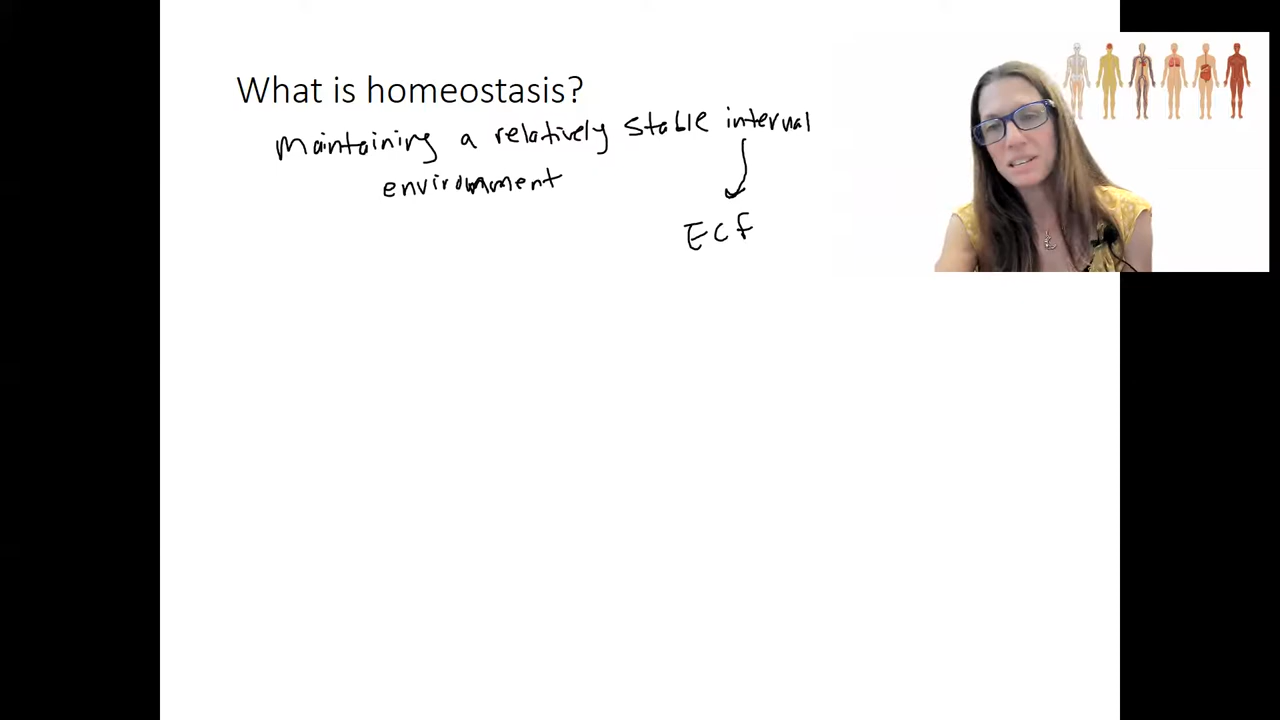 What is homeostasis?
Maintaining a relatively stable internal
environment
ECF